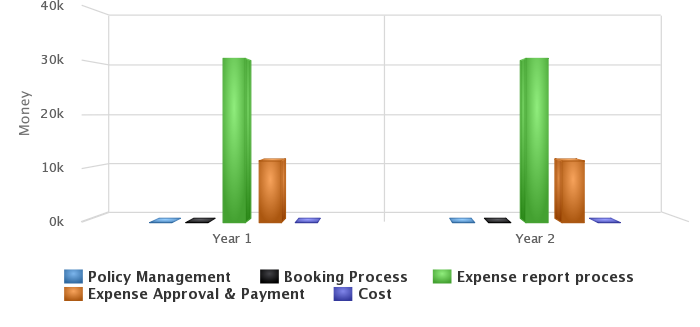 40k
30k
20k
10k
0k
Money
Year 1
Year 2
Policy Management
Booking Process
Expense report process
Expense Approval & Payment
Cost